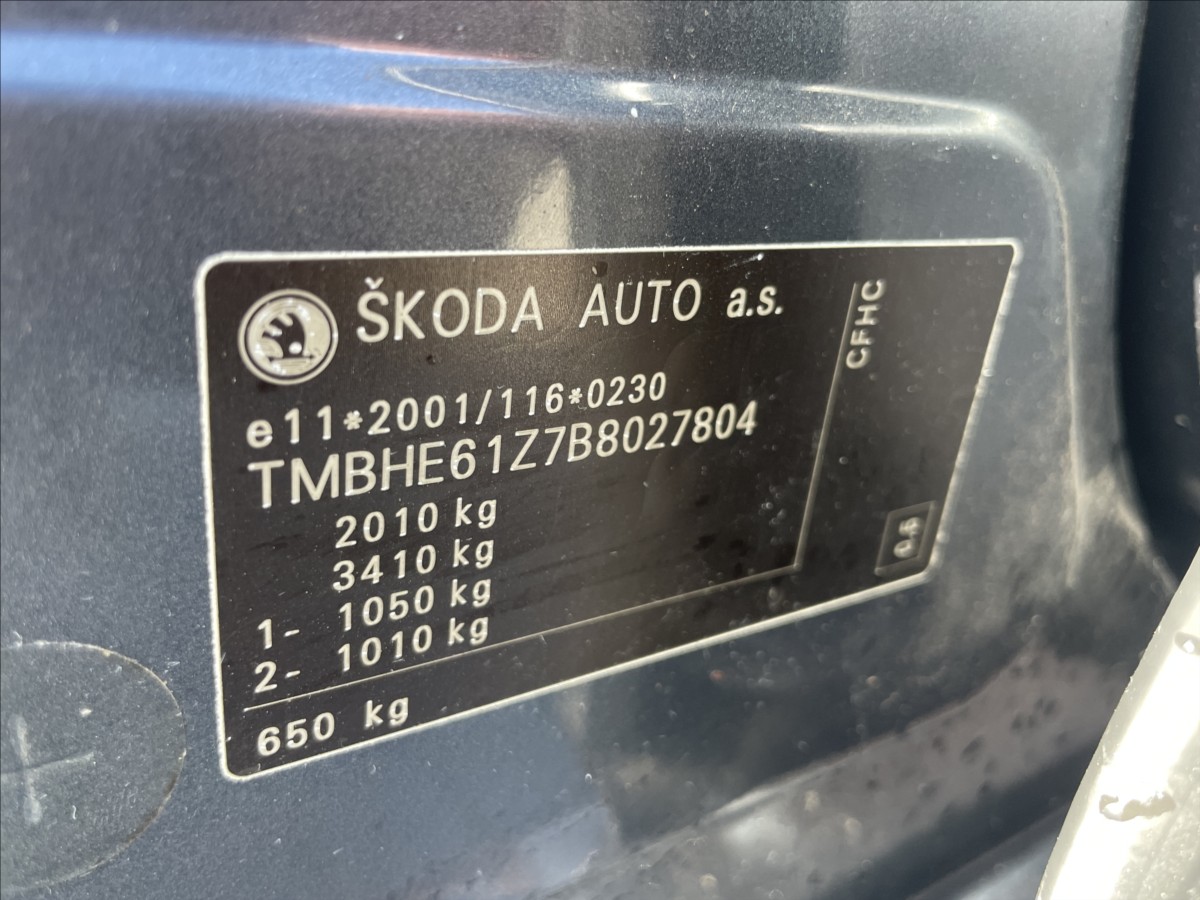 ŠKODA AUTO a.s.
e11*2001/116*0230
TMBHE61Z7B8027804
2010 kg
3410 kg
1- 1050 kg
2- 1010 kg
650 kg
CFHC